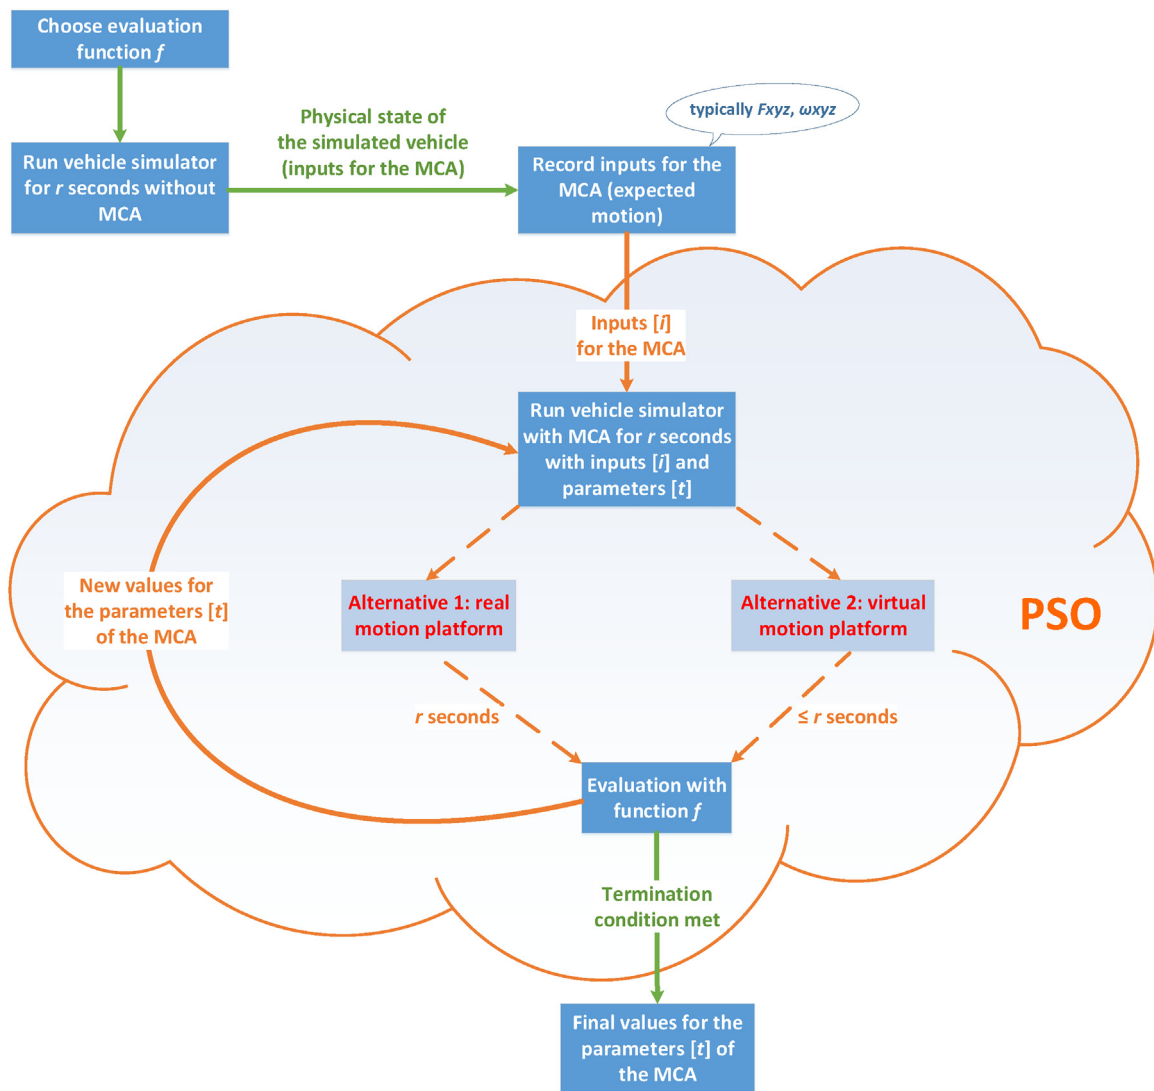 Choose evaluation
function f
Physical state of
the simulated vehicle
(inputs for the MCA)
typically Fxyz, ωxyz
Run vehicle simulator
for r seconds without
MCA
Record inputs for the
MCA (expected
motion)
Inputs [i]
for the MCA
Run vehicle simulator
with MCA for r seconds
with inputs [i] and
parameters [t]
New values for
the parameters [t]
of the MCA
Alternative 1: real
motion platform
Alternative 2: virtual
motion platform
PSO
r seconds
≤ r seconds
Evaluation with
function f
Termination
condition met
Final values for the
parameters [t] of
the MCA